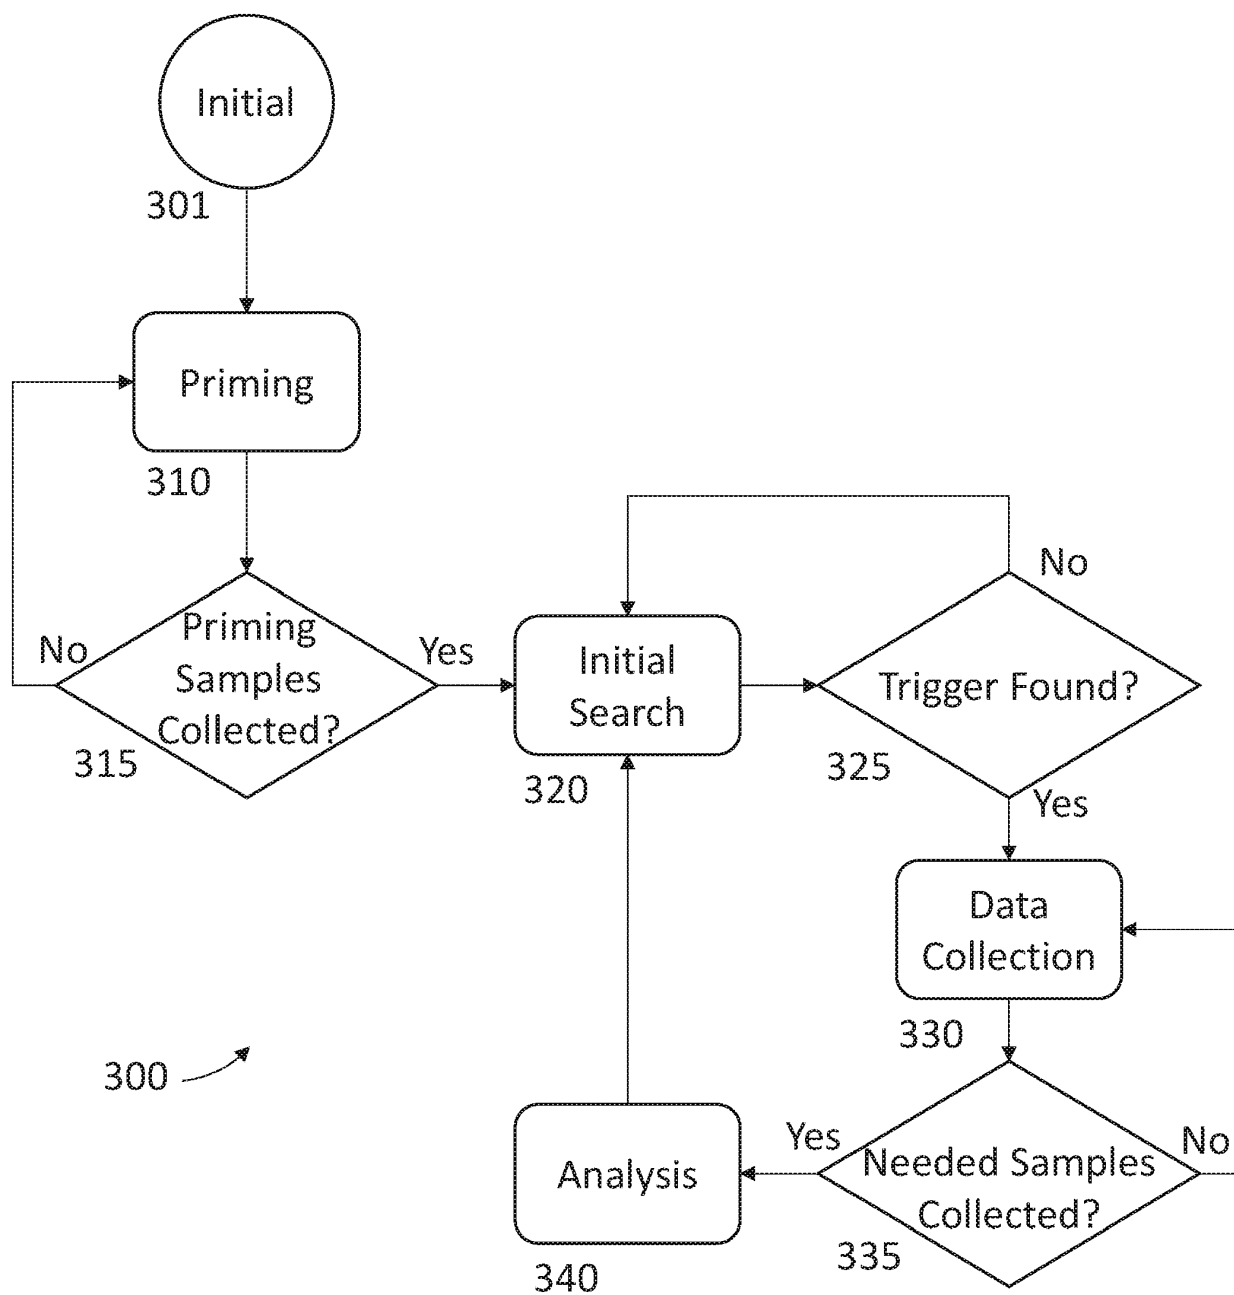 Initial
301
Priming
310
Priming
Samples
Collected?
No
Yes
315
Initial
Search
320
No
Trigger Found?
325
Yes
Data
Collection
330
300
Analysis
340
Yes
Needed Samples
Collected?
No
335